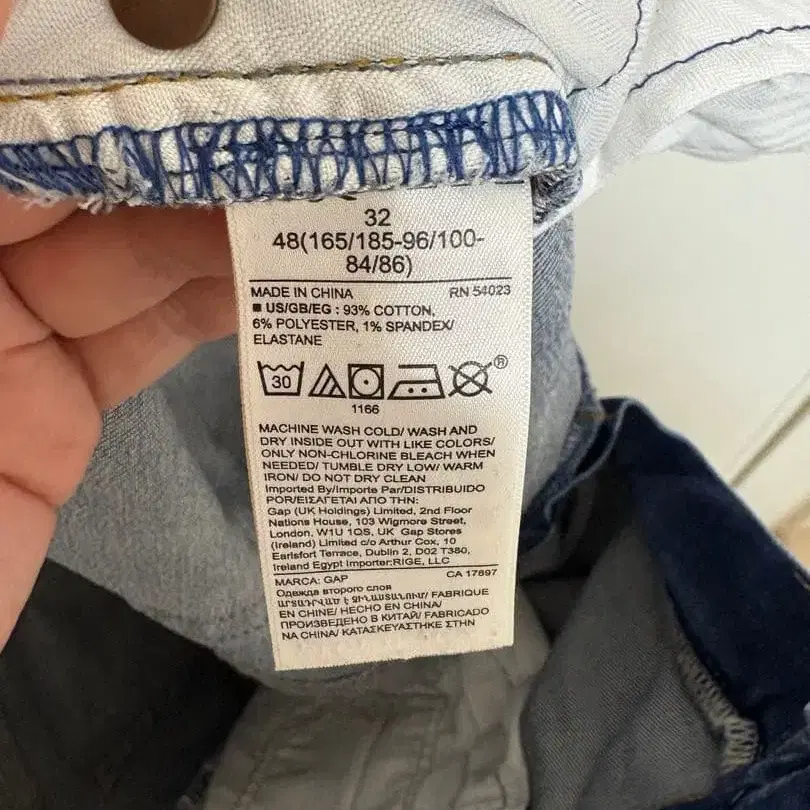 32
48(165/185-96/100-
84/86)
MADE IN CHINA RN 54023
■ US/GB/EG : 93% COTTON,
6% POLYESTER, 1% SPANDEX/
ELASTANE
30 ®
1166
MACHINE WASH COLD/ WASH AND
DRY INSIDE OUT WITH LIKE COLORS/
ONLY NON-CHLORINE BLEACH WHEN
NEEDED/ TUMBLE DRY LOW/ WARM
IRON/ DO NOT DRY CLEAN
Imported By/Importe Par/DISTRIBUIDO
POR/ΕΙΣΑΓΕΤΑΙ ΑΠΟ ΤΗΝ:
Gap (UK Holdings) Limited, 2nd Floor
Nations House, 103 Wigmore Street,
London, W1U 1QS, UK Gap Stores
(Ireland) Limited c/o Arthur Cox, 10
Earlsfort Terrace, Dublin 2, D02 T380,
Ireland Egypt Importer:RIGE, LLC
MARCA: GAP CA 17897
Одежда второго слоя
ԱՐՏԱԴՐՎԱԾ Է ՉԻՆԱՍՏԱՆՈՒՄ/ FABRIQUE
EN CHINE/ HECHO EN CHINA/
ПРОИЗВЕДЕНО В КИТАЕ/ FABRICADO
NA CHINA/ ΚΑΤΑΣΚΕΥΑΣΤΗΚΕ ΣΤΗΝ